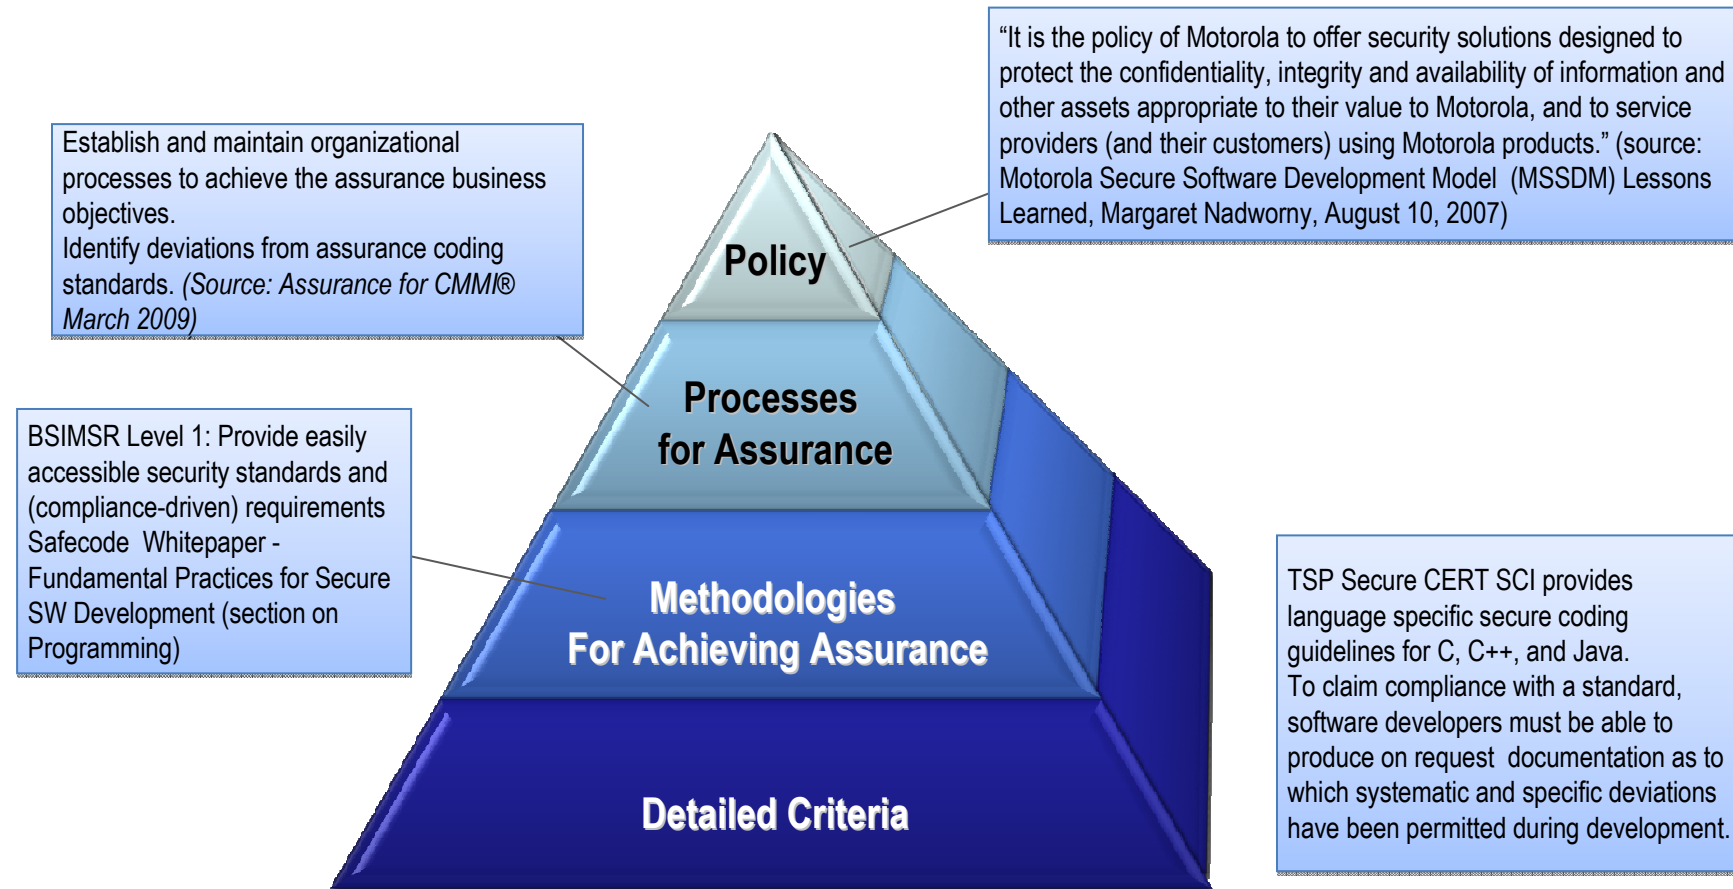 “It is the policy of Motorola to offer security solutions designed to
protect the confidentiality, integrity and availability of information and
other assets appropriate to their value to Motorola, and to service
providers (and their customers) using Motorola products.” (source:
Motorola Secure Software Development Model (MSSDM) Lessons
Learned, Margaret Nadworny, August 10, 2007)
Establish and maintain organizational
processes to achieve the assurance business
objectives.
Identify deviations from assurance coding
standards. (Source: Assurance for CMMI®
March 2009)
Policy
Processes
for Assurance
BSIMSR Level 1: Provide easily
accessible security standards and
(compliance-driven) requirements
Safecode Whitepaper -
Fundamental Practices for Secure
SW Development (section on
Programming)
Methodologies
For Achieving Assurance
TSP Secure CERT SCI provides
language specific secure coding
guidelines for C, C++, and Java.
To claim compliance with a standard,
software developers must be able to
produce on request documentation as to
which systematic and specific deviations
have been permitted during development.
Detailed Criteria